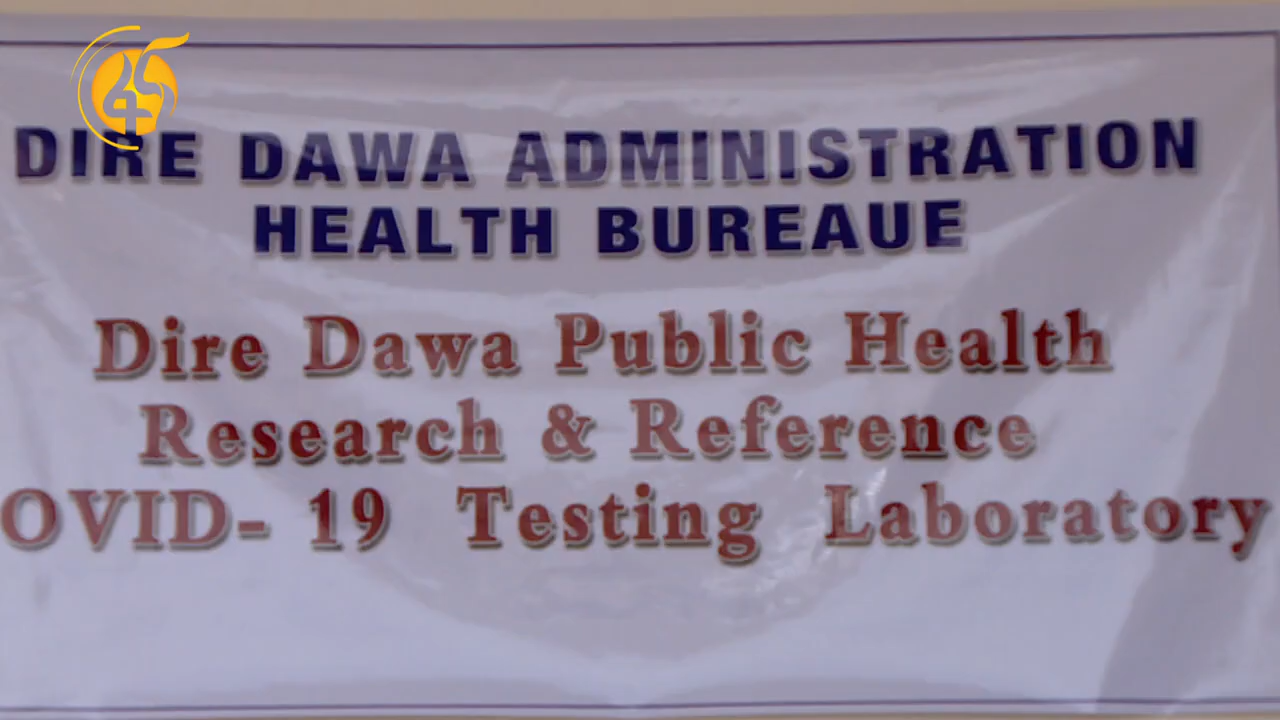 DIRE DAWA ADMINISTRATION
HEALTH BUREAUE
Dire Dawa Public Health
Research & Reference
OVID- 19 Testing Laboratory